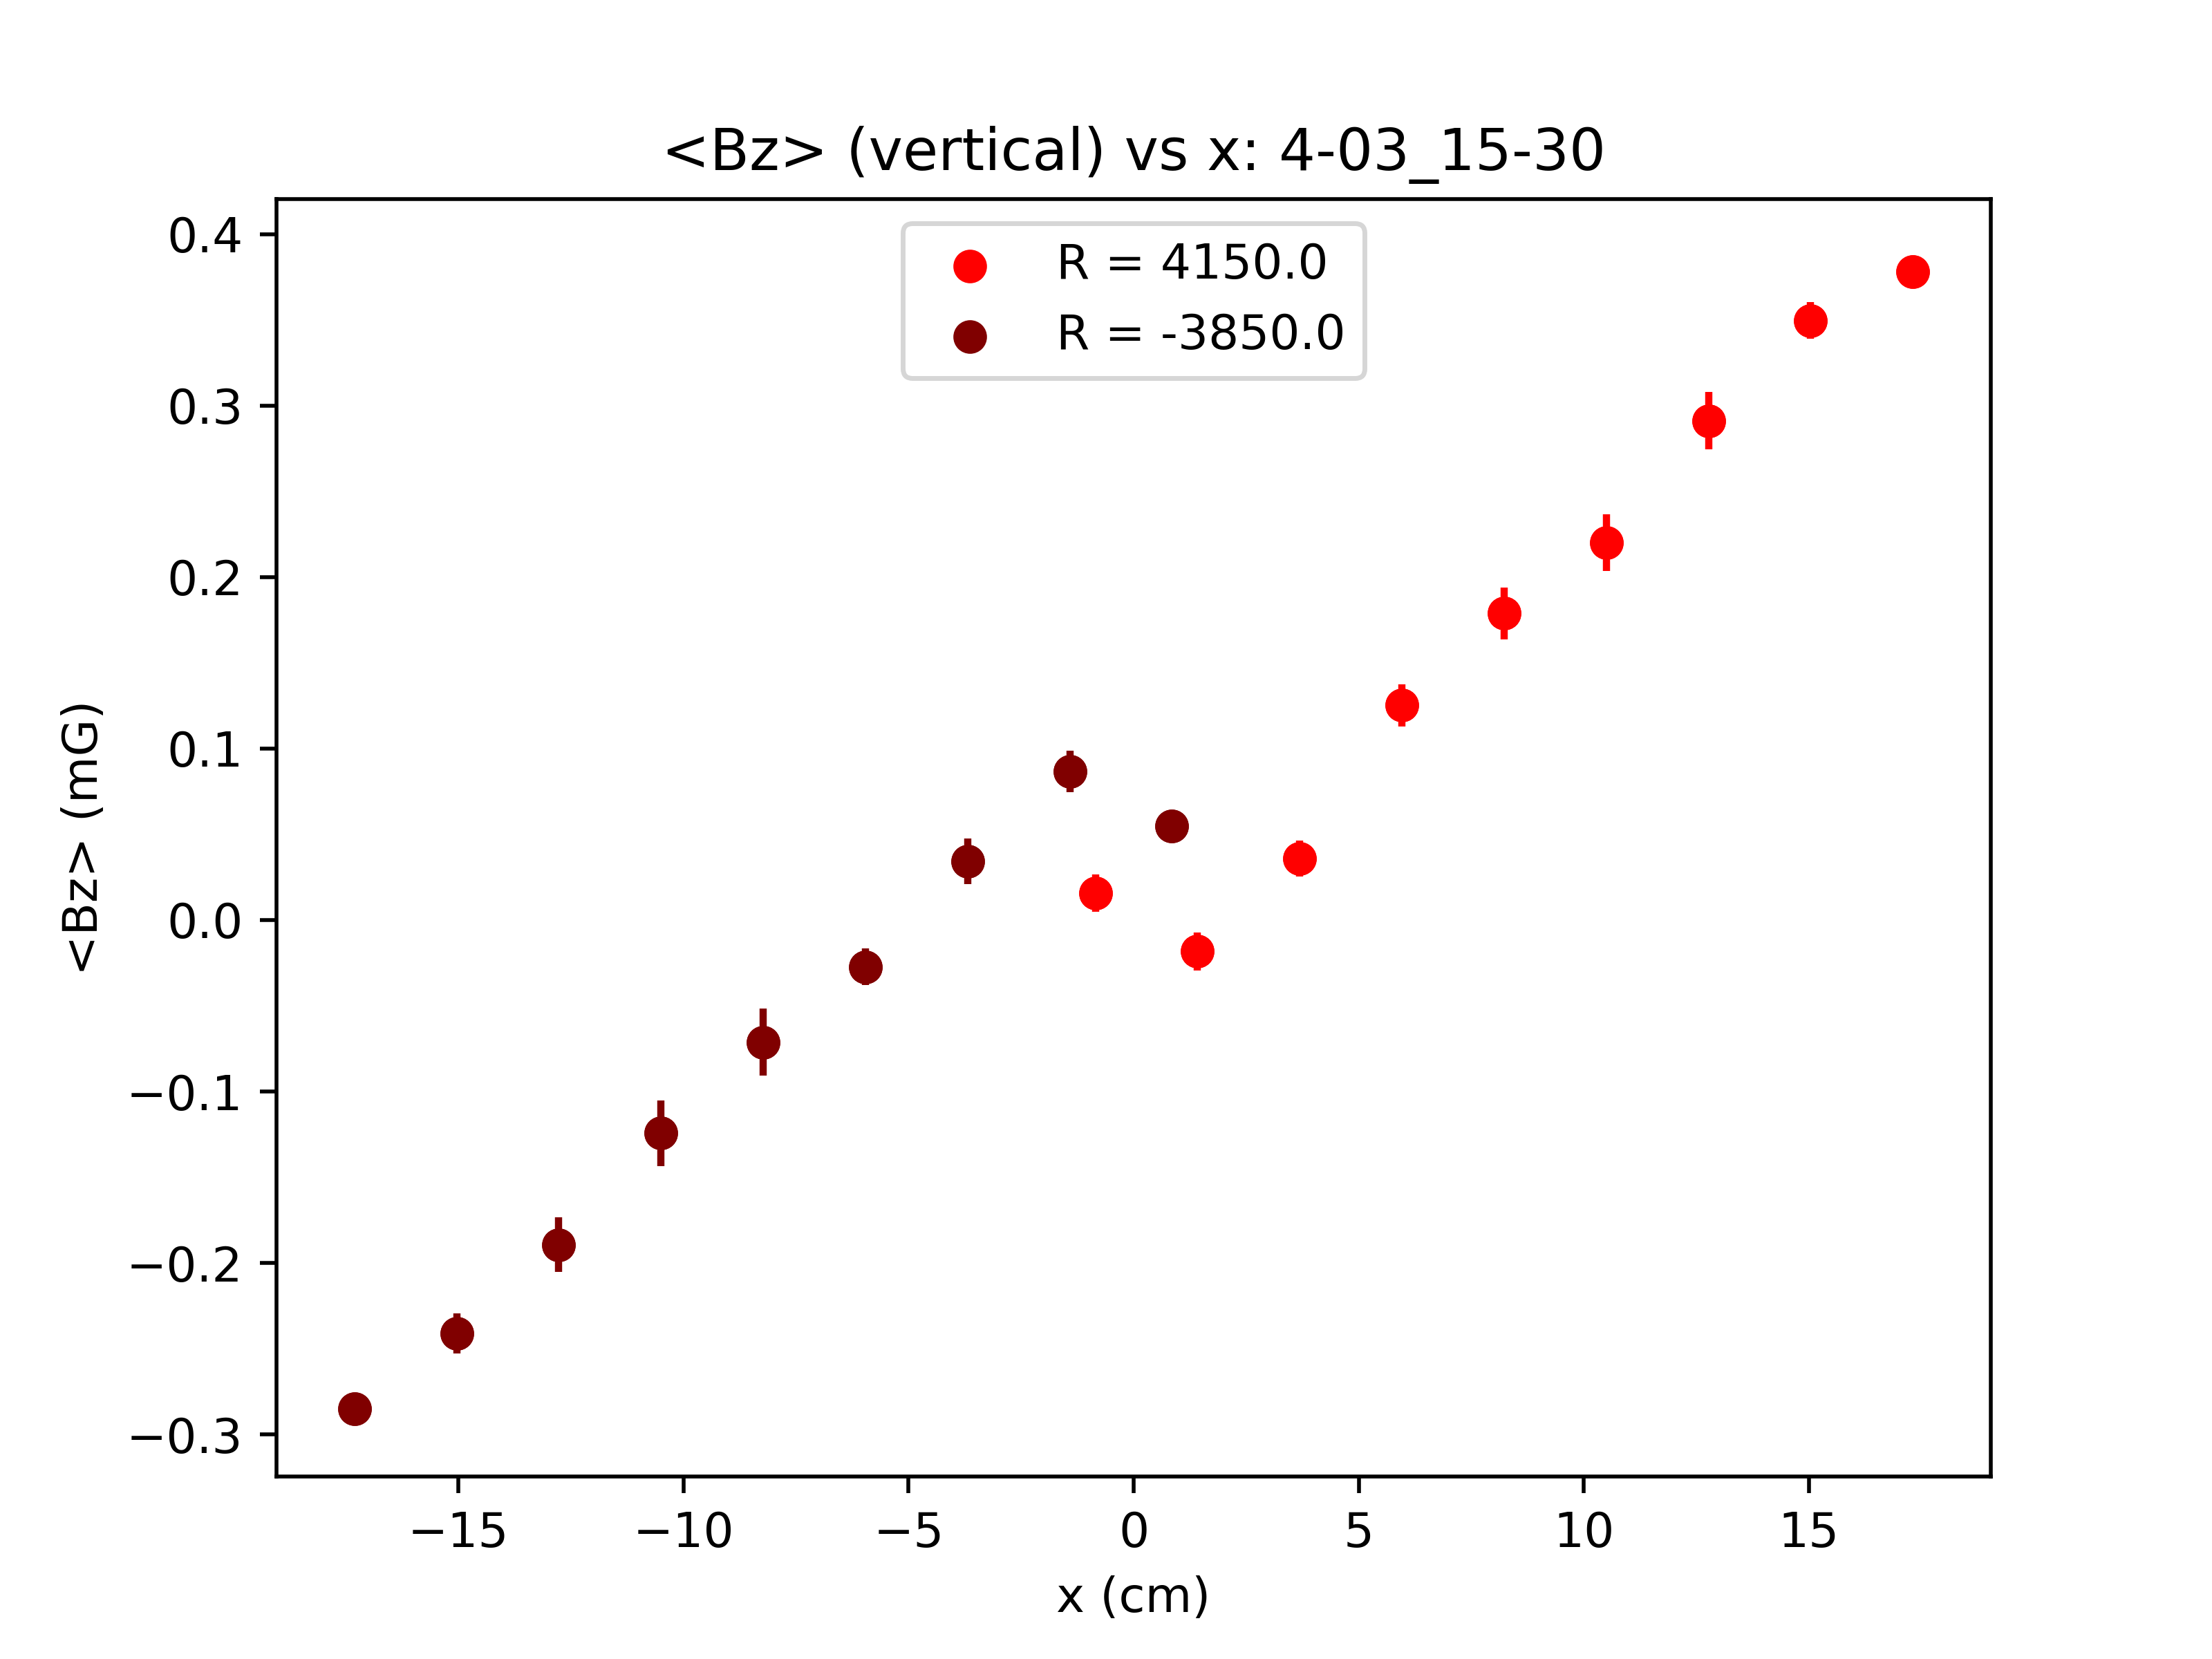 <Bz> (vertical) vs x: 4-03_15-30
R = 4150.0
R = -3850.0
<Bz> (mG)
0.4
0.3
0.2
0.1
0.0
−0.1
−0.2
−0.3
−15 −10 −5 0 5 10 15
x (cm)